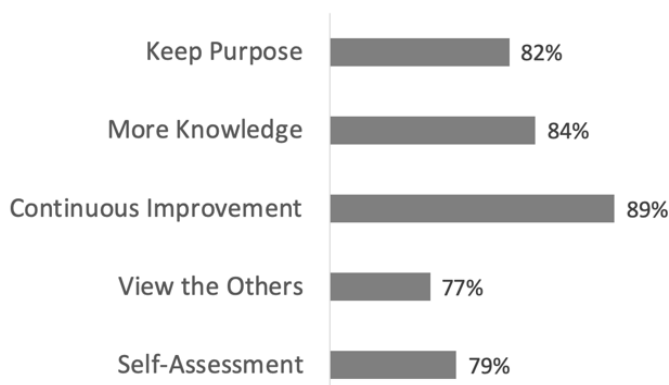 Keep Purpose 82%
More Knowledge 84%
Continuous Improvement 89%
View the Others 77%
Self-Assessment 79%